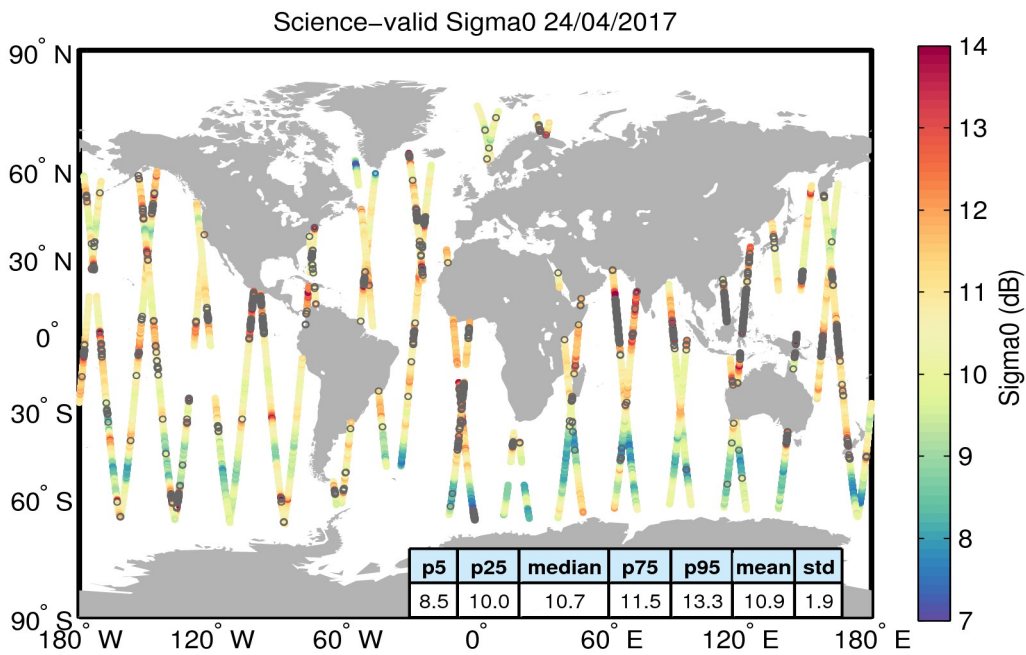 Science−valid Sigma0 24/04/2017
90° N
60° N
30° N
0°
30° S
60° S
90° S
180° W
120° W
60° W
0°
60° E
120° E
180° E
p5 p25 median p75 p95 mean std
8.5 10.0 10.7 11.5 13.3 10.9 1.9
14
13
12
11
10
9
8
7
Sigma0 (dB)